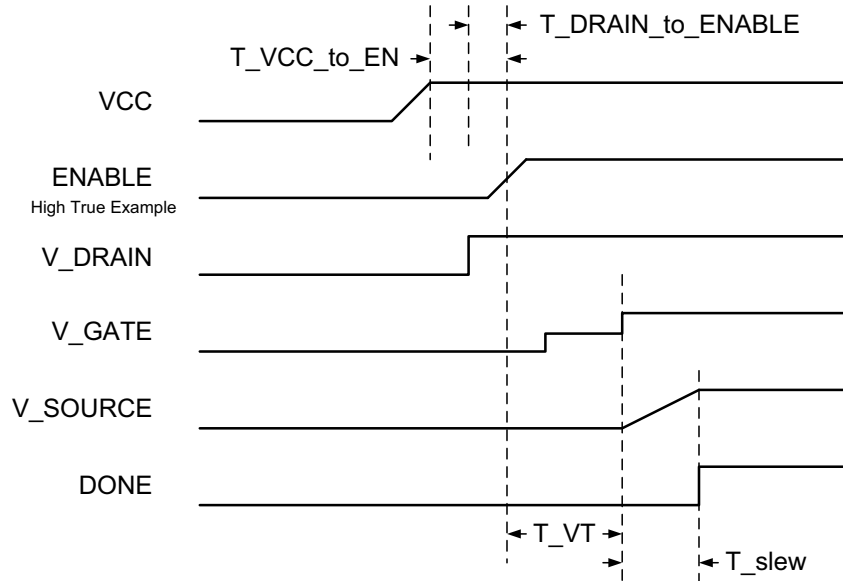 T_DRAIN_to_ENABLE
T_VCC_to_EN
VCC
ENABLE
High True Example
V_DRAIN
V_GATE
V_SOURCE
DONE
T_VT
T_slew